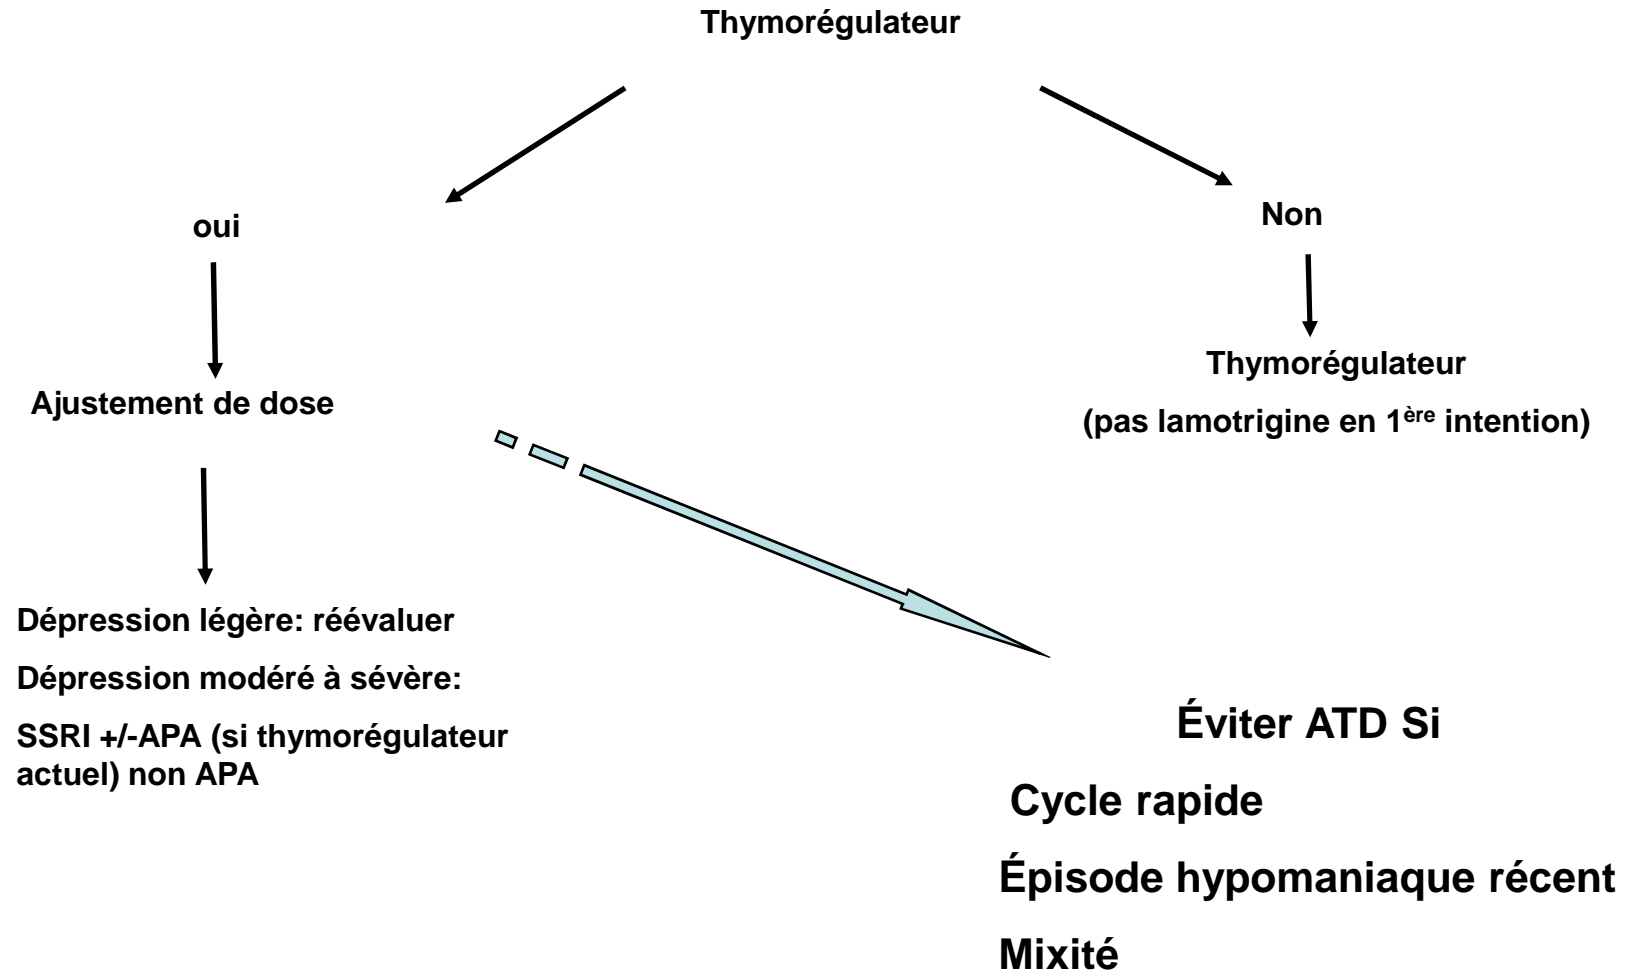 Thymorégulateur
oui
Non
Ajustement de dose
Thymorégulateur
(pas lamotrigine en 1ère intention)
Dépression légère: réévaluer
Dépression modéré à sévère:
SSRI +/-APA (si thymorégulateur
actuel) non APA
Éviter ATD Si
Cycle rapide
Épisode hypomaniaque récent
Mixité